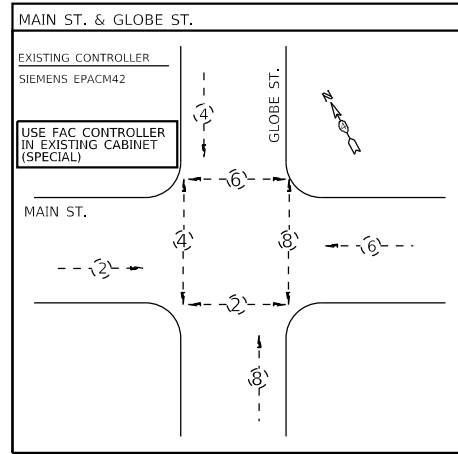 MAIN ST. & GLOBE ST.
EXISTING CONTROLLER
SIEMENS EPACM42
USE FAC CONTROLLER
IN EXISTING CABINET
(SPECIAL)
GLOBE ST.
N
4
6
MAIN ST.
4
8
6
2
2
8